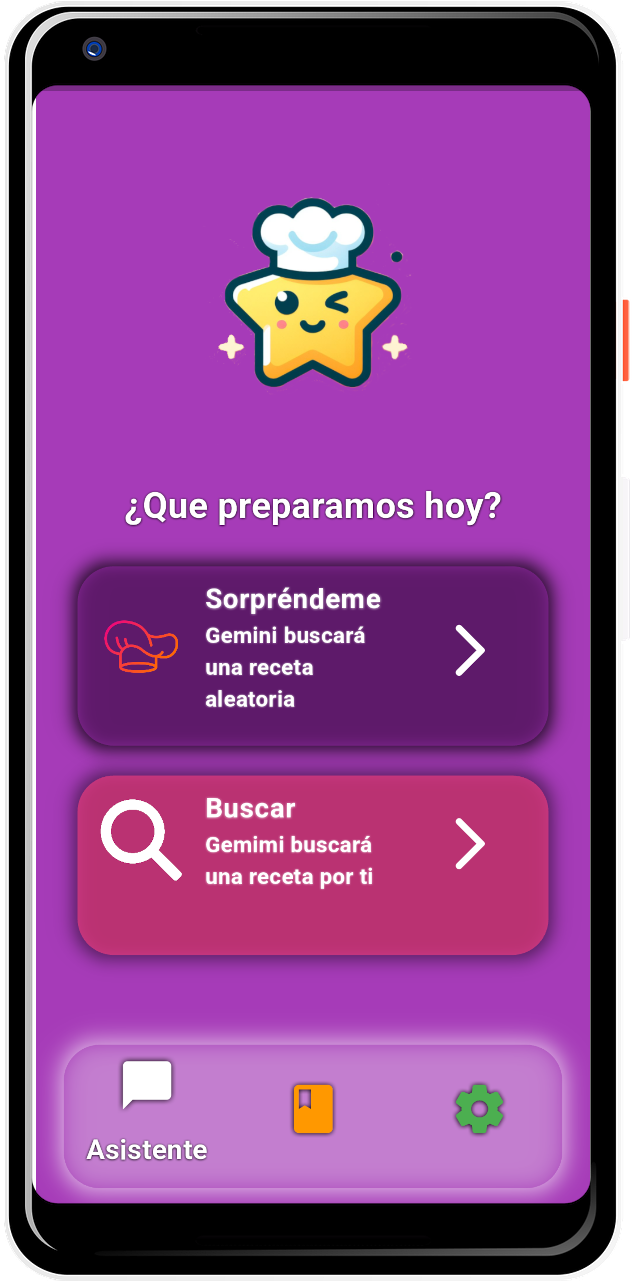 ¿Que preparamos hoy?
Sorpréndeme
Gemini buscará
una receta
aleatoria
Buscar
Gemimi buscará
una receta por ti
Asistente